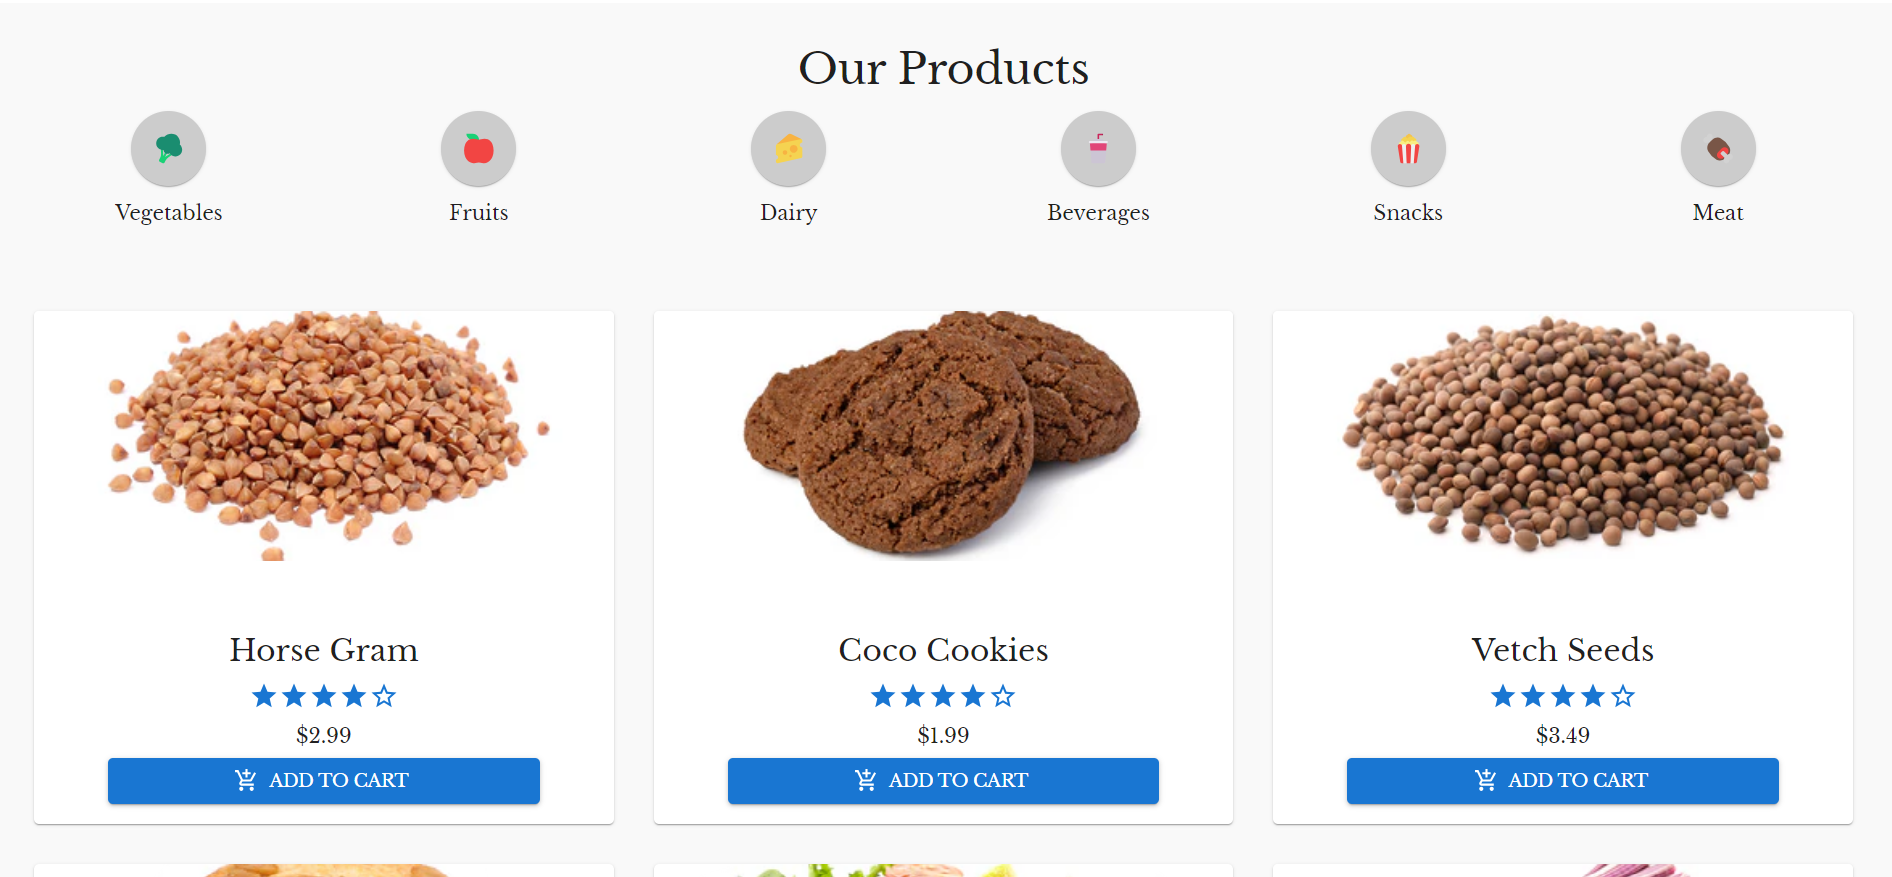 Our Products
Vegetables Fruits Dairy Beverages Snacks Meat
Horse Gram Coco Cookies Vetch Seeds
$2.99 $1.99 $3.49
ADD TO CART ADD TO CART ADD TO CART